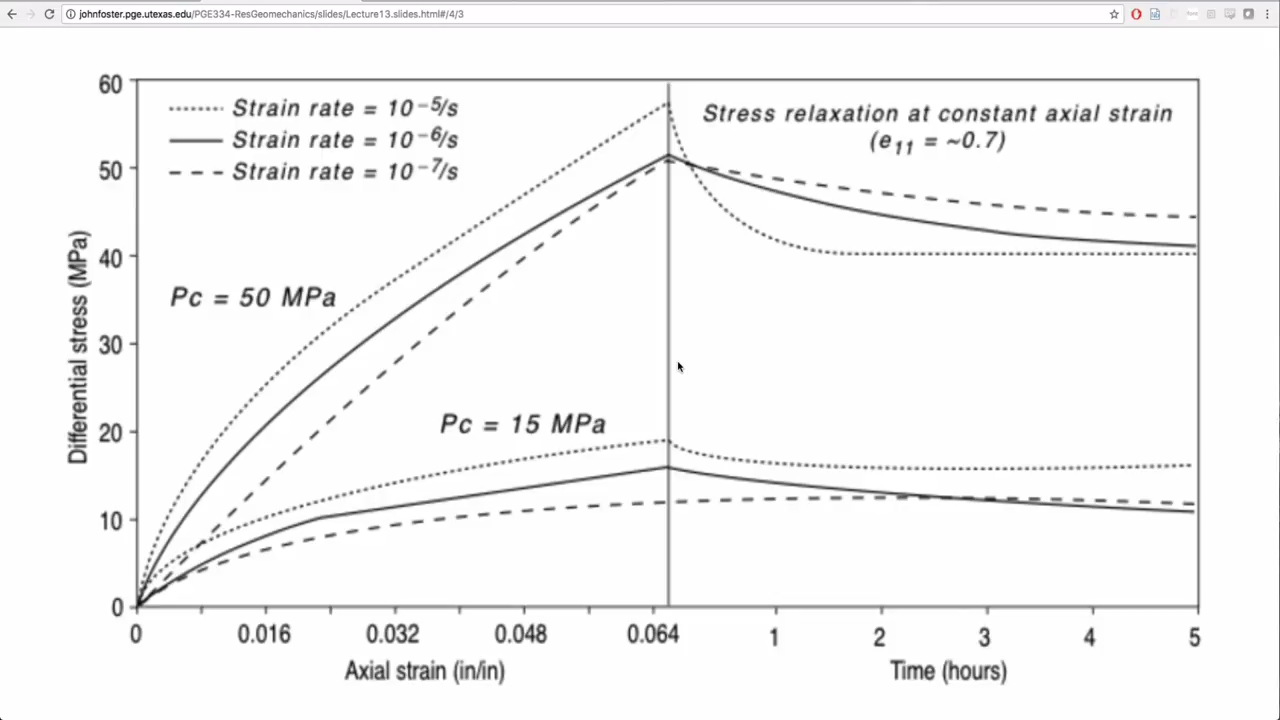 johnfoster.pge.utexas.edu/PGE334-ResGeomechanics/slides/Lecture13.slides.html#/4/3
60
50
40
30
20
10
0
Differential stress (MPa)
Strain rate = 10⁻⁵/s
Strain rate = 10⁻⁶/s
Strain rate = 10⁻⁷/s
Stress relaxation at constant axial strain
(e₁₁ = ~0.7)
Pc = 50 MPa
Pc = 15 MPa
0 0.016 0.032 0.048 0.064 1 2 3 4 5
Axial strain (in/in) Time (hours)